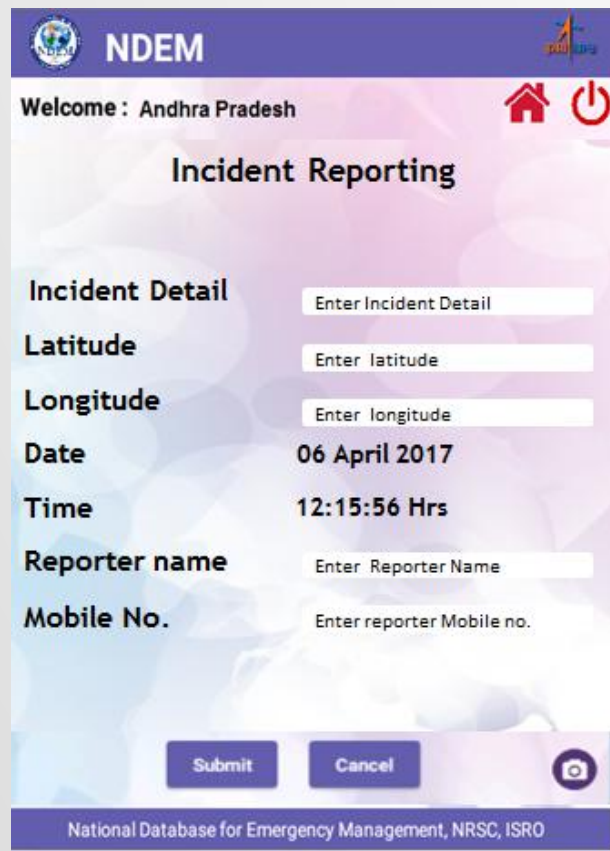 NDEM
Welcome : Andhra Pradesh
Incident Reporting
Incident Detail Enter Incident Detail
Latitude Enter latitude
Longitude Enter longitude
Date 06 April 2017
Time 12:15:56 Hrs
Reporter name Enter Reporter Name
Mobile No. Enter reporter Mobile no.
Submit Cancel
National Database for Emergency Management, NRSC, ISRO